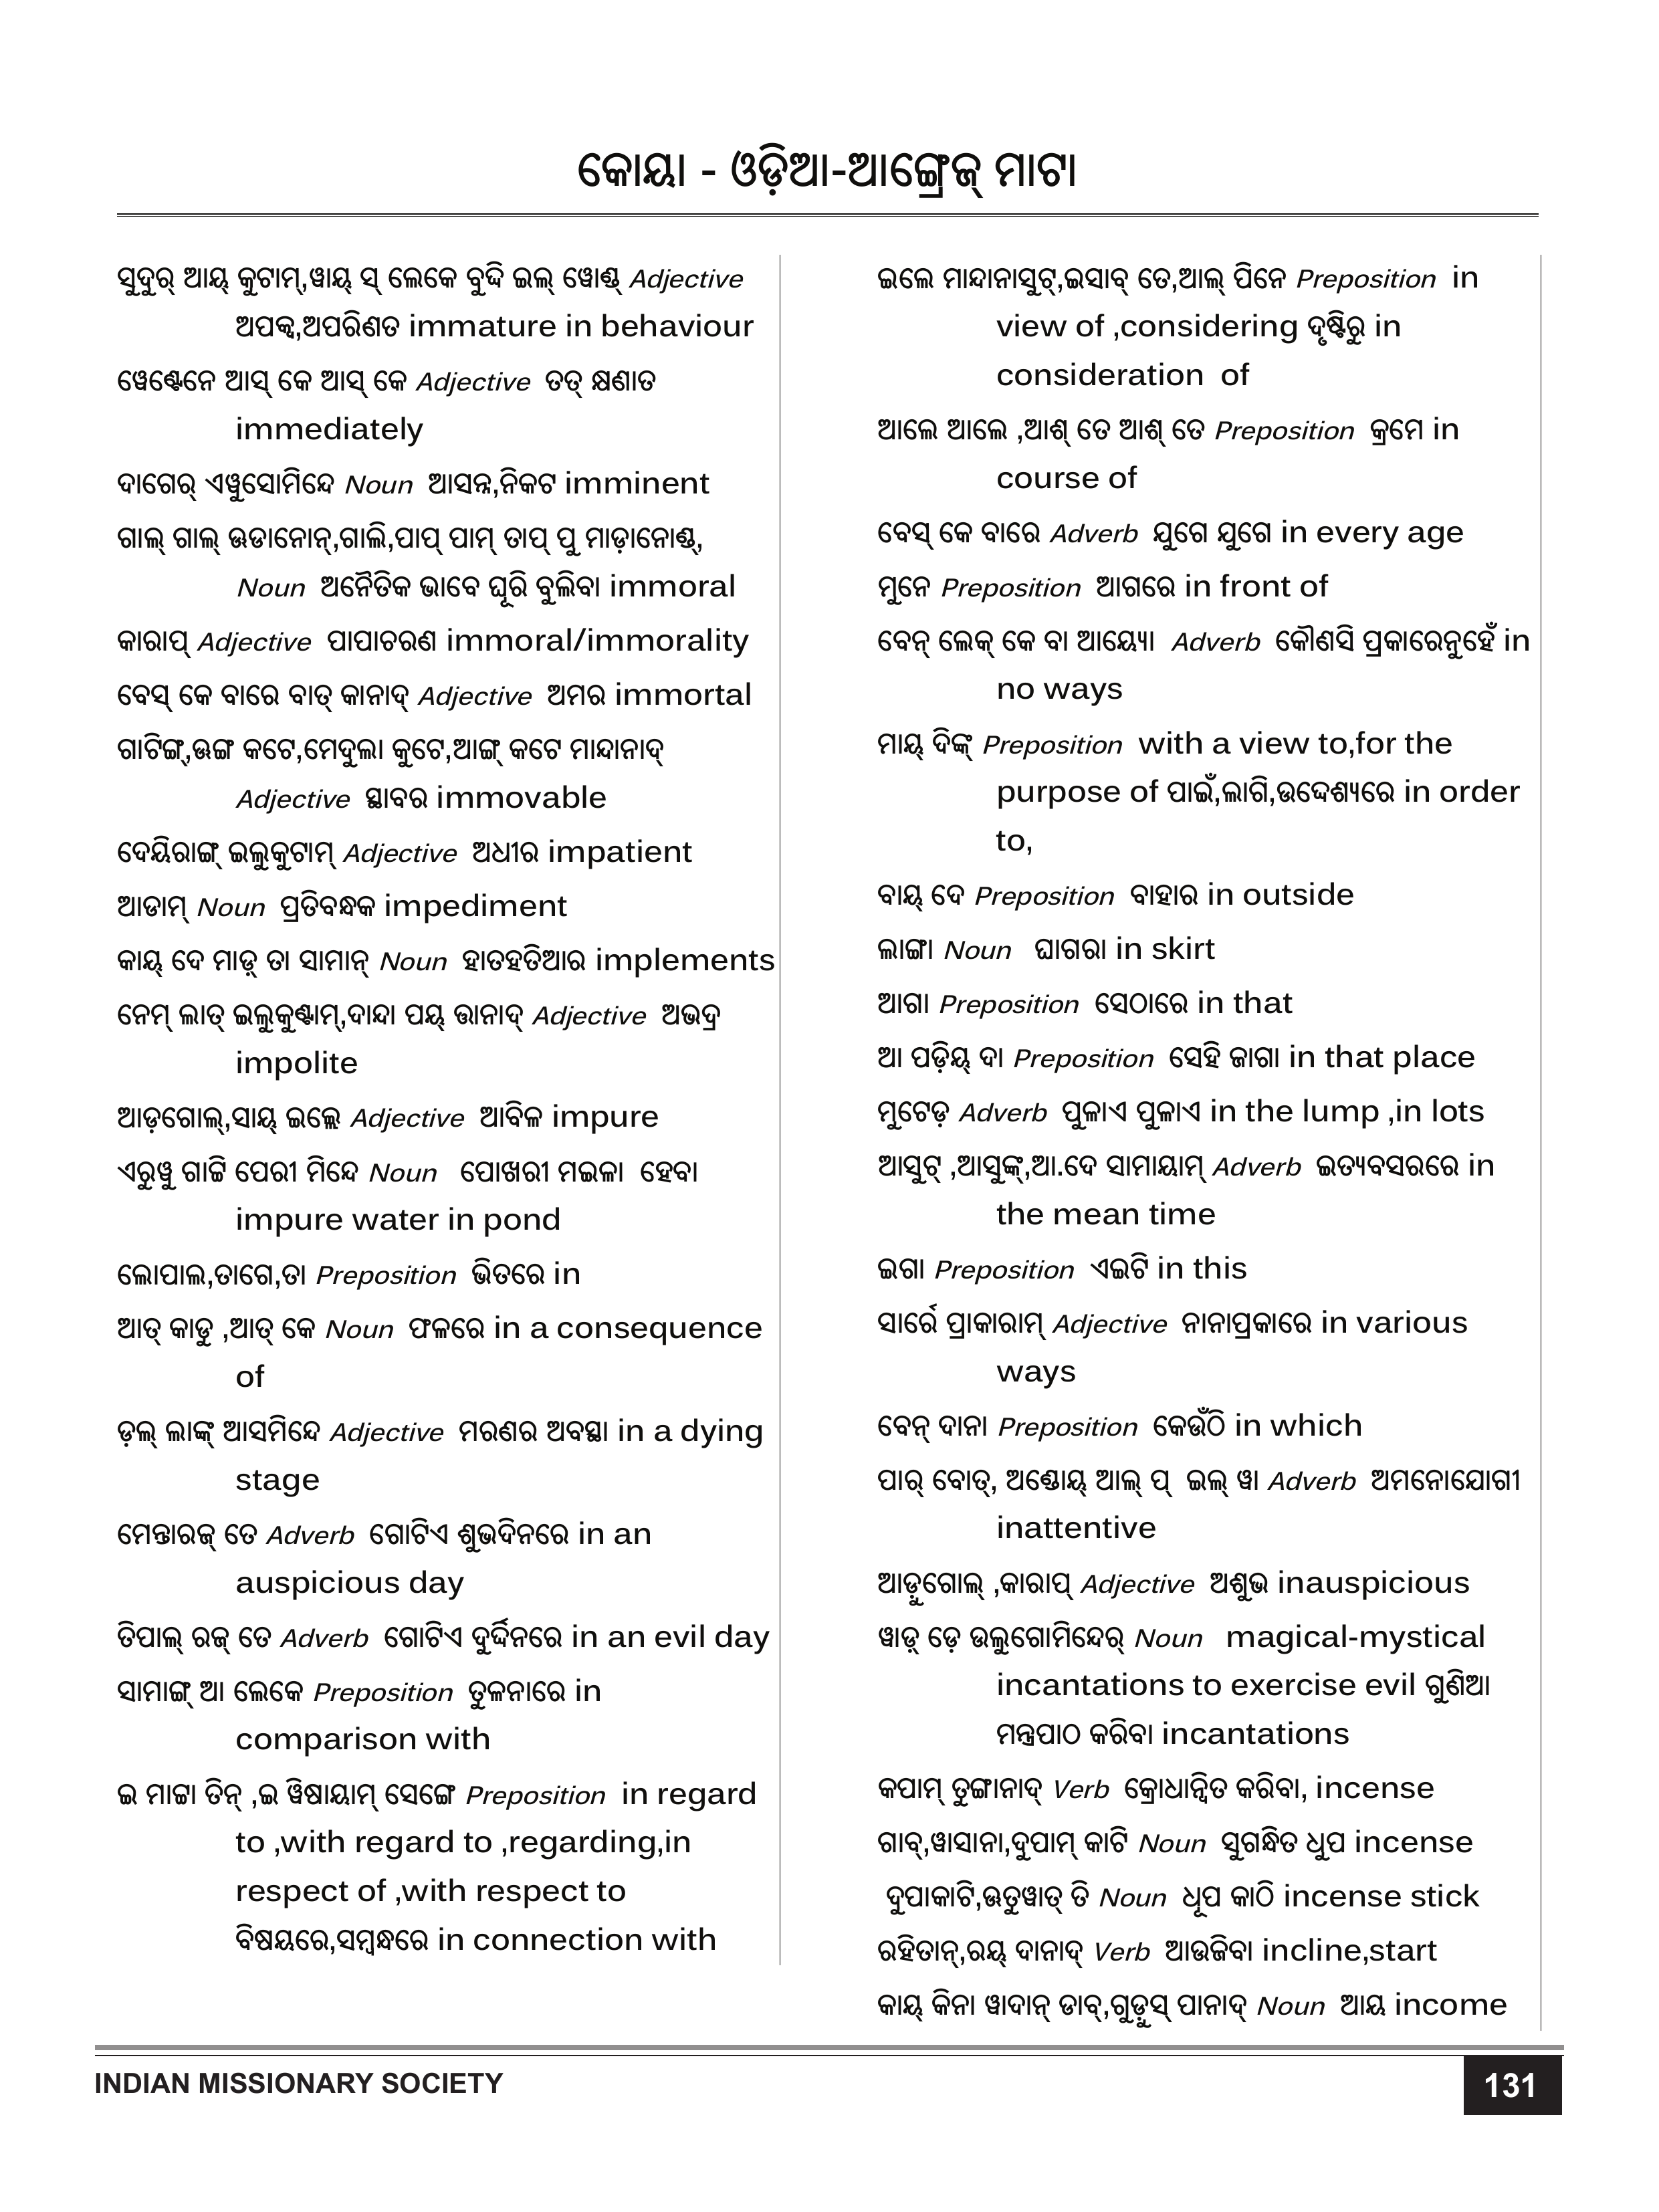 କୋୟା - ଓଡ଼ିଆ-ଆଙ୍ଗ୍ରେଜ୍ ମାଟା
ସୁଦୁର୍ ଆୟ୍ କୁଟାମ୍,ୱାୟ୍ ସ୍ ଲେକେ ବୁଦ୍ଦି ଇଲ୍ ୱୋଣ୍ଡ୍ Adjective
ଅପକ୍ୱ,ଅପରିଣତ immature in behaviour
ୱେଣ୍ଟେନେ ଆସ୍ କେ ଆସ୍ କେ Adjective ତତ୍ କ୍ଷଣାତ
immediately
ଦାଗେର୍ ଏୱୁସୋମିନ୍ଦେ Noun ଆସନ୍ନ,ନିକଟ imminent
ଗାଲ୍ ଗାଲ୍ ଊଡାନୋନ୍,ଗାଲି,ପାପ୍ ପାମ୍ ତାପ୍ ପୁ ମାଡ଼ାନୋଣ୍ଡ୍,
Noun ଅନୈତିକ ଭାବେ ଘୂରି ବୁଲିବା immoral
କାରାପ୍ Adjective ପାପାଚରଣ immoral/immorality
ବେସ୍ କେ ବାରେ ବାତ୍ କାନାଦ୍ Adjective ଅମର immortal
ଗାଟିଙ୍ଗ୍,ଊଙ୍ଗ କଟେ,ମେଦୁଲା କୁଟେ,ଆଙ୍ଗ୍ କଟେ ମାନ୍ଦାନାଦ୍
Adjective ସ୍ଥାବର immovable
ଦେୟିରାଙ୍ଗ୍ ଇଲୁକୁଟାମ୍ Adjective ଅଧୀର impatient
ଆଡାମ୍ Noun ପ୍ରତିବନ୍ଧକ impediment
କାୟ୍ ଦେ ମାଡ଼୍ ତା ସାମାନ୍ Noun ହାତହତିଆର implements
ନେମ୍ ଲାତ୍ ଇଲୁକୁଣ୍ଟାମ୍,ଦାନ୍ଦା ପୟ୍ ତ୍ତାନାଦ୍ Adjective ଅଭଦ୍ର
impolite
ଆଡ଼ଗୋଲ୍,ସାୟ୍ ଇଲ୍ଲେ Adjective ଆବିଳ impure
ଏରୁୱୁ ଗାଟ୍ଟି ପେରୀ ମିନ୍ଦେ Noun ପୋଖରୀ ମଇଳା ହେବା
impure water in pond
ଲୋପାଲ,ତାଗେ,ତା Preposition ଭିତରେ in
ଆତ୍ କାଡୁ ,ଆତ୍ କେ Noun ଫଳରେ in a consequence
of
ଡ଼ଲ୍ ଲାଙ୍କ୍ ଆସମିନ୍ଦେ Adjective ମରଣର ଅବସ୍ଥା in a dying
stage
ମେନ୍ତାରଜ୍ ତେ Adverb ଗୋଟିଏ ଶୁଭଦିନରେ in an
auspicious day
ତିପାଲ୍ ରଜ୍ ତେ Adverb ଗୋଟିଏ ଦୁର୍ଦ୍ଦିନରେ in an evil day
ସାମାଙ୍ଗ୍ ଆ ଲେକେ Preposition ତୁଳନାରେ in
comparison with
ଇ ମାଟ୍ଟା ତିନ୍ ,ଇ ୱିଷାୟାମ୍ ସେଙ୍ଗେ Preposition in regard
to ,with regard to ,regarding,in
respect of ,with respect to
ବିଷୟରେ,ସମ୍ବନ୍ଧରେ in connection with
ଇଲେ ମାନ୍ଦାନାସୁଟ୍,ଇସାବ୍ ତେ,ଆଲ୍ ପିନେ Preposition in
view of ,considering ଦୃଷ୍ଟିରୁ in
consideration of
ଆଲେ ଆଲେ ,ଆଶ୍ ତେ ଆଶ୍ ତେ Preposition କ୍ରମେ in
course of
ବେସ୍ କେ ବାରେ Adverb ଯୁଗେ ଯୁଗେ in every age
ମୁନେ Preposition ଆଗରେ in front of
ବେନ୍ ଲେକ୍ କେ ବା ଆୟ୍ୟୋ Adverb କୌଣସି ପ୍ରକାରେନୁହେଁ in
no ways
ମାୟ୍ ଦିଙ୍କ୍ Preposition with a view to,for the
purpose of ପାଇଁ,ଲାଗି,ଉଦ୍ଦେଶ୍ୟରେ in order
to,
ବାୟ୍ ଦେ Preposition ବାହାର in outside
ଲାଙ୍ଗା Noun ଘାଗରା in skirt
ଆଗା Preposition ସେଠାରେ in that
ଆ ପଡ଼ିୟ୍ ଦା Preposition ସେହି ଜାଗା in that place
ମୁଟେଡ଼ Adverb ପୁଳାଏ ପୁଳାଏ in the lump ,in lots
ଆସୁଟ୍ ,ଆସୁଙ୍କ୍,ଆ.ଦେ ସାମାୟାମ୍ Adverb ଇତ୍ୟବସରରେ in
the mean time
ଇଗା Preposition ଏଇଟି in this
ସାର୍ରେ ପ୍ରାକାରାମ୍ Adjective ନାନାପ୍ରକାରେ in various
ways
ବେନ୍ ଦାନା Preposition କେଉଁଠି in which
ପାର୍ ବୋତ୍, ଅଣ୍ଡୋୟ୍ ଆଲ୍ ପ୍ ଇଲ୍ ୱା Adverb ଅମନୋଯୋଗୀ
inattentive
ଆଡ଼ୁଗୋଲ୍ ,କାରାପ୍ Adjective ଅଶୁଭ inauspicious
ୱାଡ଼୍ ଡ଼େ ଉଲୁଗୋମିନ୍ଦେର୍ Noun magical-mystical
incantations to exercise evil ଗୁଣିଆ
ମନ୍ତ୍ରପାଠ କରିବା incantations
କପାମ୍ ତୁଙ୍ଗାନାଦ୍ Verb କ୍ରୋଧାନ୍ୱିତ କରିବା, incense
ଗାବ୍,ୱାସାନା,ଦୁପାମ୍ କାଟି Noun ସୁଗନ୍ଧିତ ଧୁପ incense
ଦୁପାକାଟି,ଊତୁୱାତ୍ ତି Noun ଧୂପ କାଠି incense stick
ରହିତାନ୍,ରୟ୍ ଦାନାଦ୍ Verb ଆଉଜିବା incline,start
କାୟ୍ କିନା ୱାଦାନ୍ ଡାବ୍,ଗୁଡ଼ୁସ୍ ପାନାଦ୍ Noun ଆୟ income
INDIAN MISSIONARY SOCIETY
131